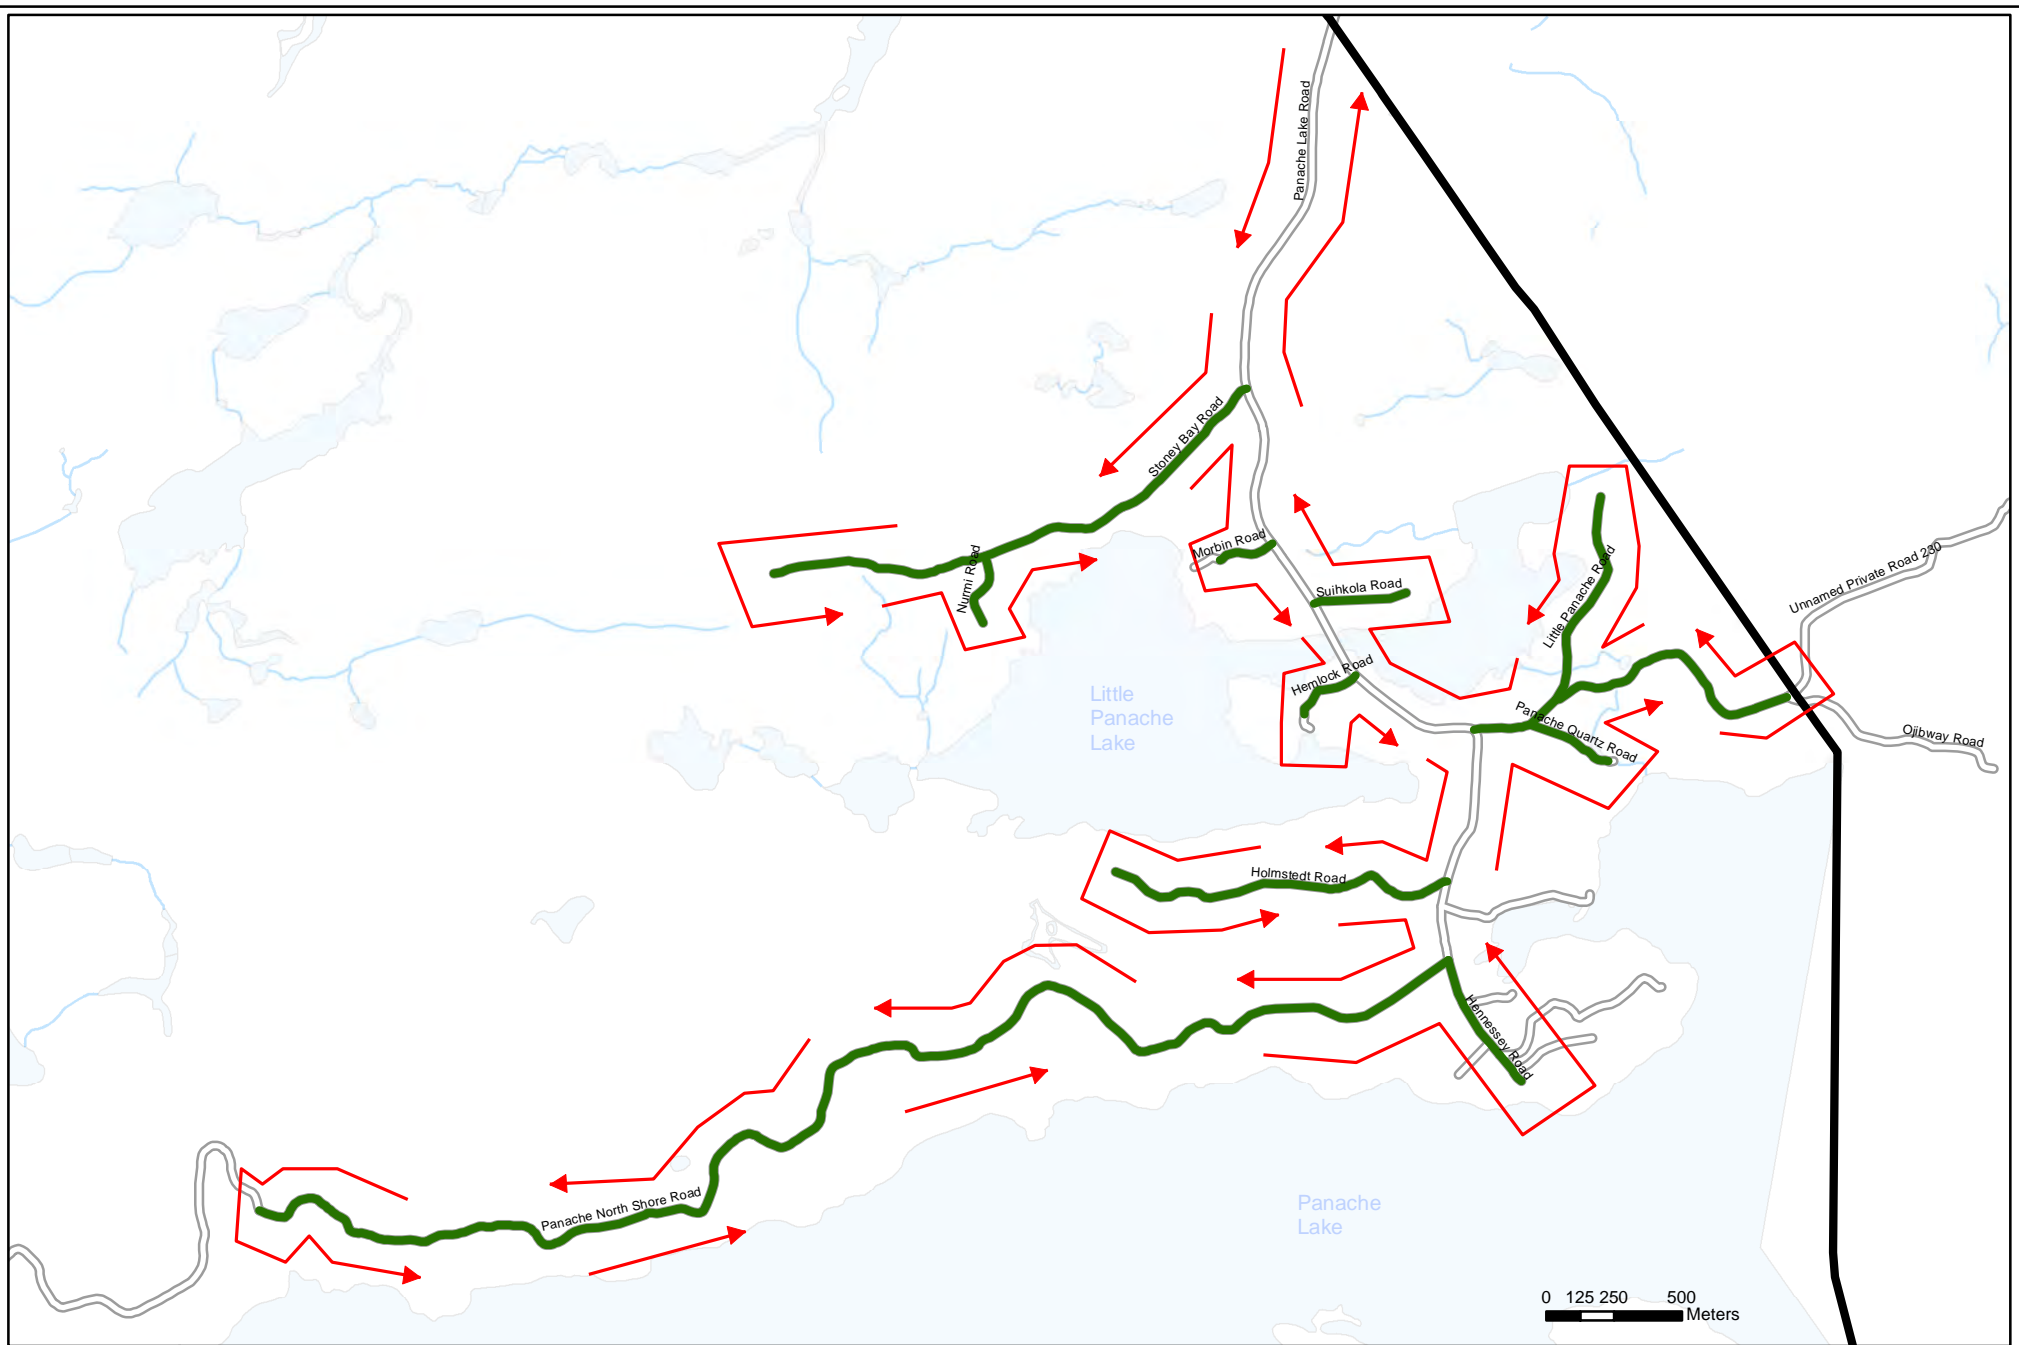 Panache Lake Road
Stoney Bay Road
Morbin Road
Nurmi Road
Suihkola Road
Little Panache Road
Unnamed Private Road 230
Hemlock Road
Little
Panache
Lake
Panache Quartz Road
Ojibway Road
Holmstedt Road
Hennessey Road
Panache North Shore Road
Panache
Lake
0 125 250 500
Meters